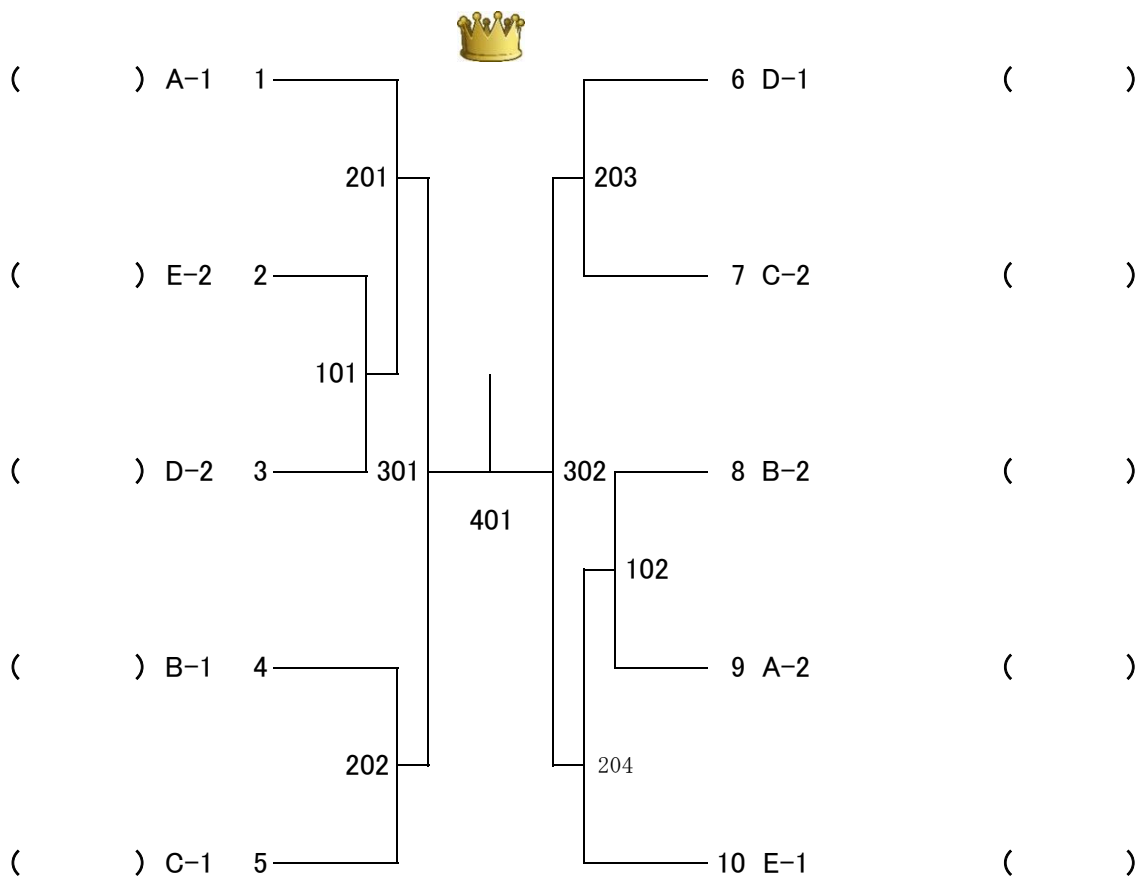 ( ) A-1 1 6 D-1 ( )
201 203
( ) E-2 2 7 C-2 ( )
101
( ) D-2 3 301 302 8 B-2 ( )
401
102
( ) B-1 4 9 A-2 ( )
202 204
( ) C-1 5 10 E-1 ( )